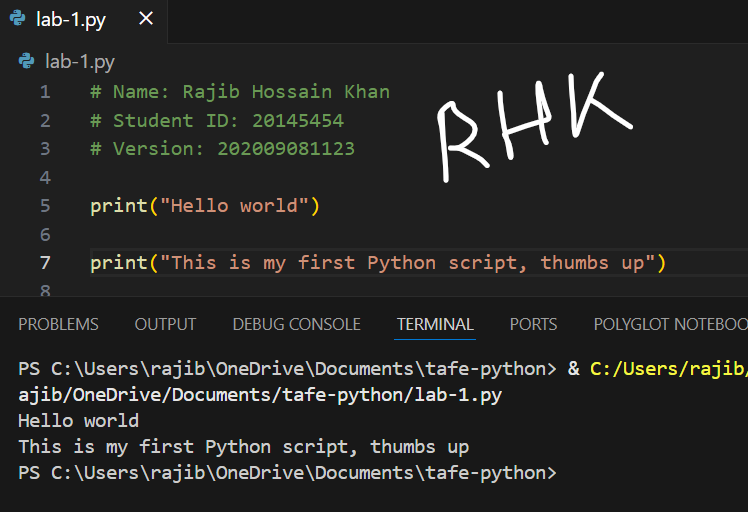 lab-1.py
lab-1.py
1 # Name: Rajib Hossain Khan
2 # Student ID: 20145454
3 # Version: 202009081123
4
5 print("Hello world")
6
7 print("This is my first Python script, thumbs up")
8
RHK
PROBLEMS OUTPUT DEBUG CONSOLE TERMINAL PORTS POLYGLOT NOTEBOO
PS C:\Users\rajib\OneDrive\Documents\tafe-python> & C:/Users/rajib/
ajib/OneDrive/Documents/tafe-python/lab-1.py
Hello world
This is my first Python script, thumbs up
PS C:\Users\rajib\OneDrive\Documents\tafe-python>